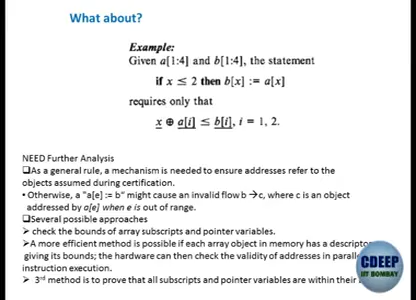 What about?
Example:
Given a[1:4] and b[1:4], the statement
if x ≤ 2 then b[x] := a[x]
requires only that
x ⊕ a[i] ≤ b[i], i = 1, 2.
NEED Further Analysis
❑As a general rule, a mechanism is needed to ensure addresses refer to the
objects assumed during certification.
• Otherwise, a "a[e] := b" might cause an invalid flow b →c, where c is an object
addressed by a[e] when e is out of range.
❑Several possible approaches
➢ check the bounds of array subscripts and pointer variables.
➢A more efficient method is possible if each array object in memory has a
giving its bounds; the hardware can then check the validity of addresses in
instruction execution.
➢ 3rd method is to prove that all subscripts and pointer variables are within their
CDEEP
IIT BOMBAY